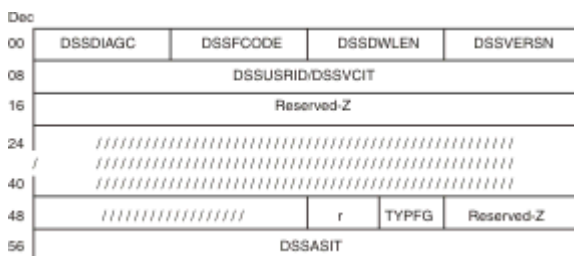 Dec
00 DSSDIAGC DSSFCODE DSSDWLEN DSSVERSN
08 DSSUSRID/DSSVCIT
16 Reserved-Z
24 ///////////////////////////////////////////
/ ///////////////////////////////////////////
40 ///////////////////////////////////////////
48 ////////////////// r TYPFG Reserved-Z
56 DSSASIT